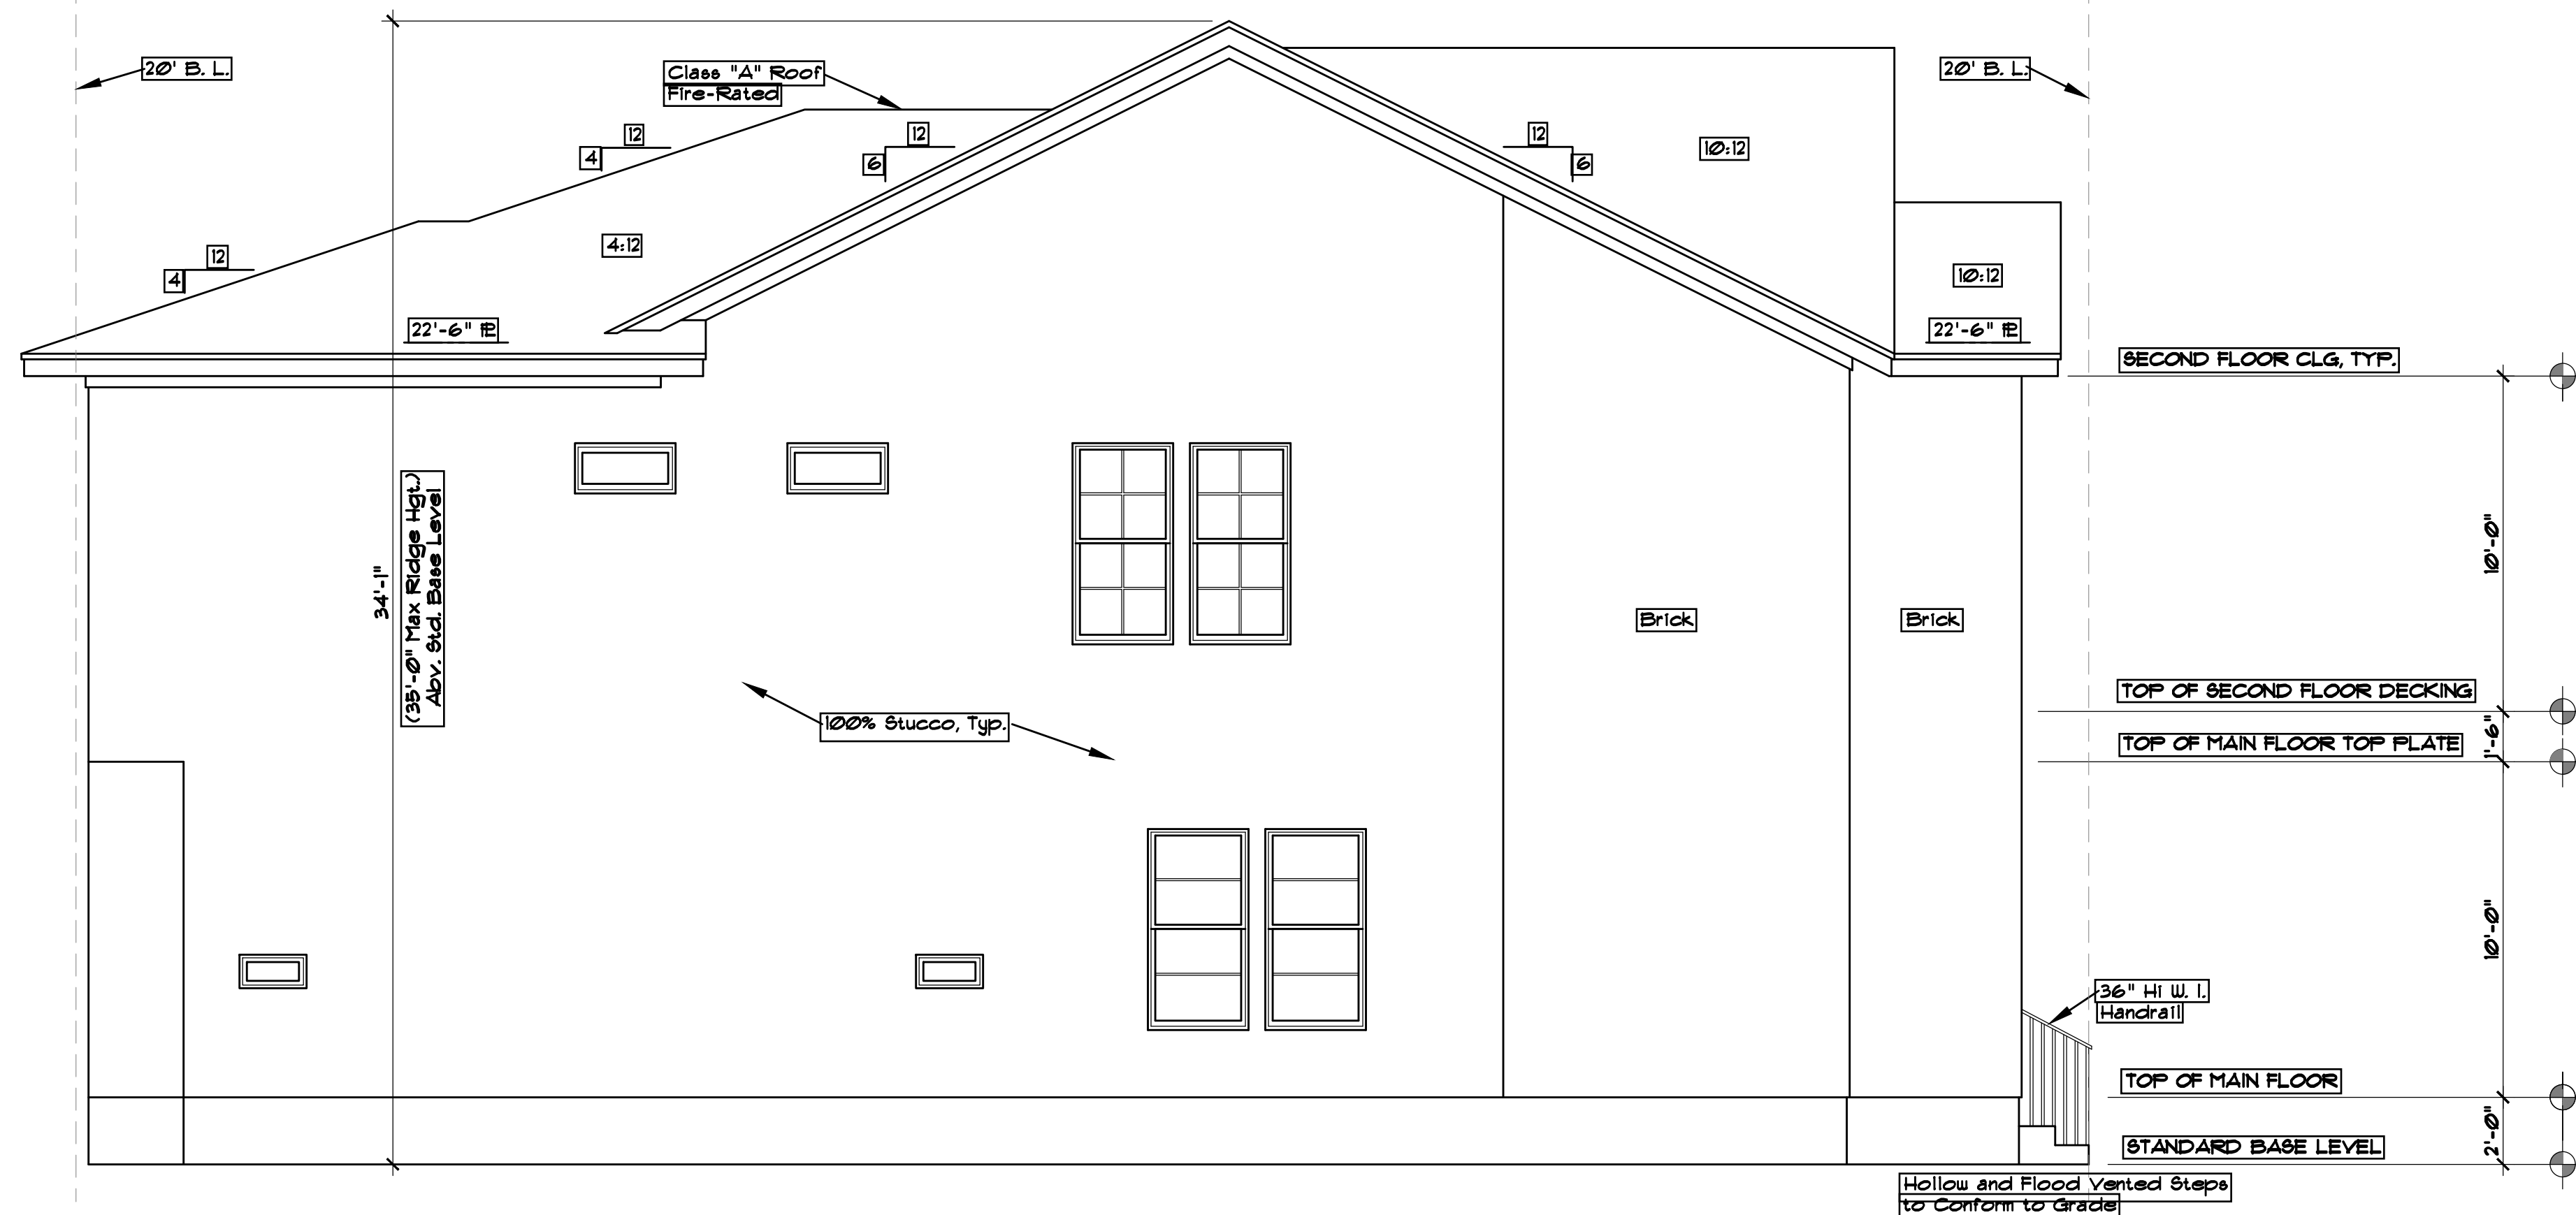 20' B. L.
Class "A" Roof
Fire-Rated
20' B. L.
12
4
12
6
12
6
10:12
12
4
4:12
10:12
22'-6" PL
22'-6" PL
SECOND FLOOR CLG, TYP.
34'-1"
(35'-0" Max Ridge Hgt.)
Abv. Std. Base Level
10'-0"
Brick
Brick
TOP OF SECOND FLOOR DECKING
100% Stucco, Typ.
1'-6"
TOP OF MAIN FLOOR TOP PLATE
10'-0"
36" Hi W. I.
Handrail
TOP OF MAIN FLOOR
2'-0"
STANDARD BASE LEVEL
Hollow and Flood Vented Steps
to Conform to Grade